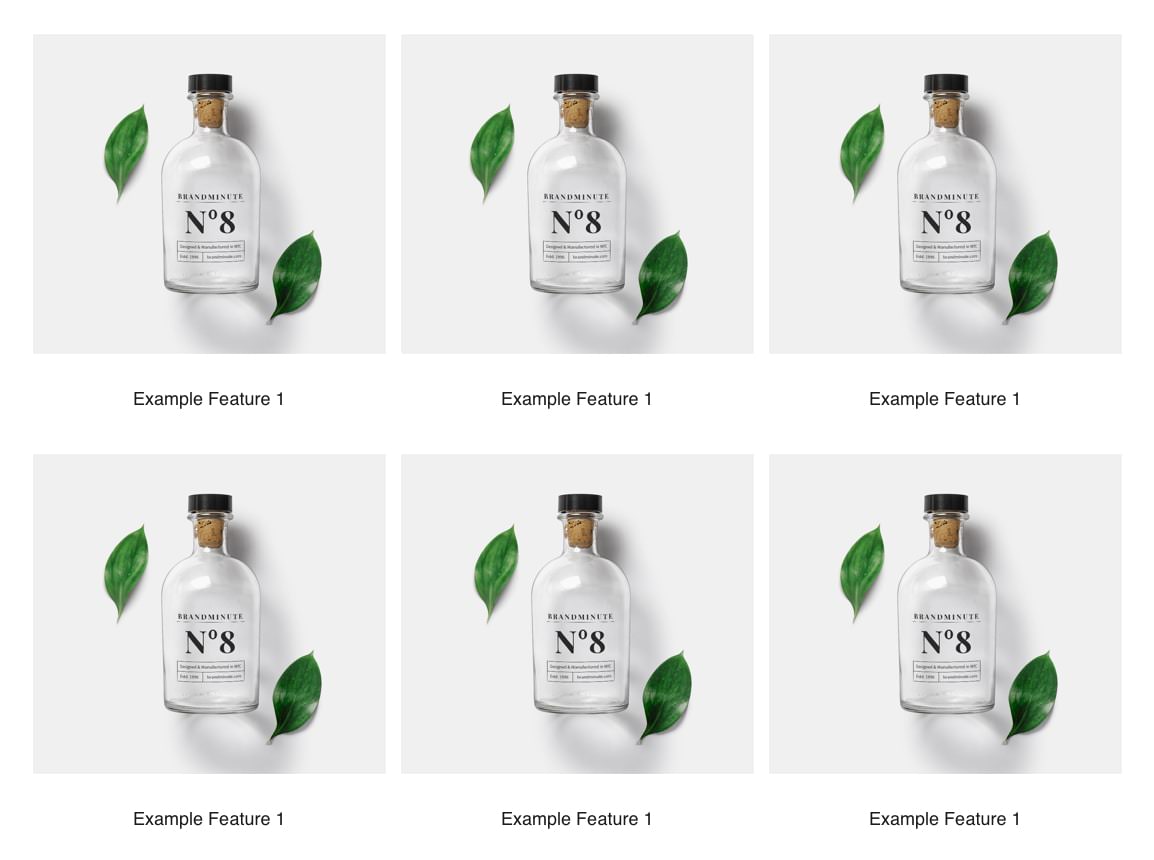 BRANDMINUTE
Nº8
Designed & Manufactured in NYC
Estd. 1996 brandminute.com
BRANDMINUTE
Nº8
Designed & Manufactured in NYC
Estd. 1996 brandminute.com
BRANDMINUTE
Nº8
Designed & Manufactured in NYC
Estd. 1996 brandminute.com
Example Feature 1
Example Feature 1
Example Feature 1
BRANDMINUTE
Nº8
Designed & Manufactured in NYC
Estd. 1996 brandminute.com
BRANDMINUTE
Nº8
Designed & Manufactured in NYC
Estd. 1996 brandminute.com
BRANDMINUTE
Nº8
Designed & Manufactured in NYC
Estd. 1996 brandminute.com
Example Feature 1
Example Feature 1
Example Feature 1